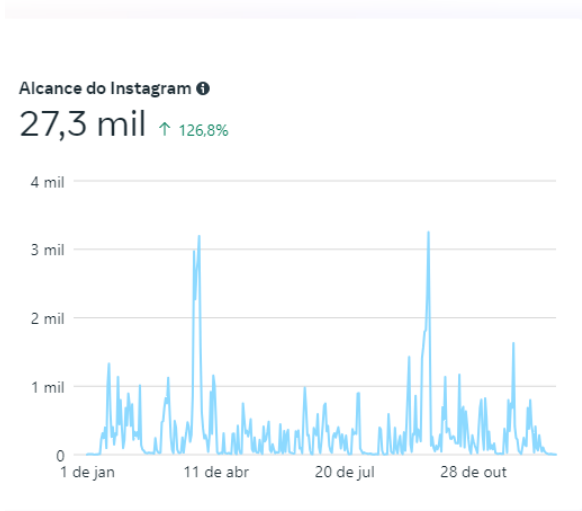 Alcance do Instagram
27,3 mil ↑ 126,8%
4 mil
3 mil
2 mil
1 mil
0
1 de jan 11 de abr 20 de jul 28 de out